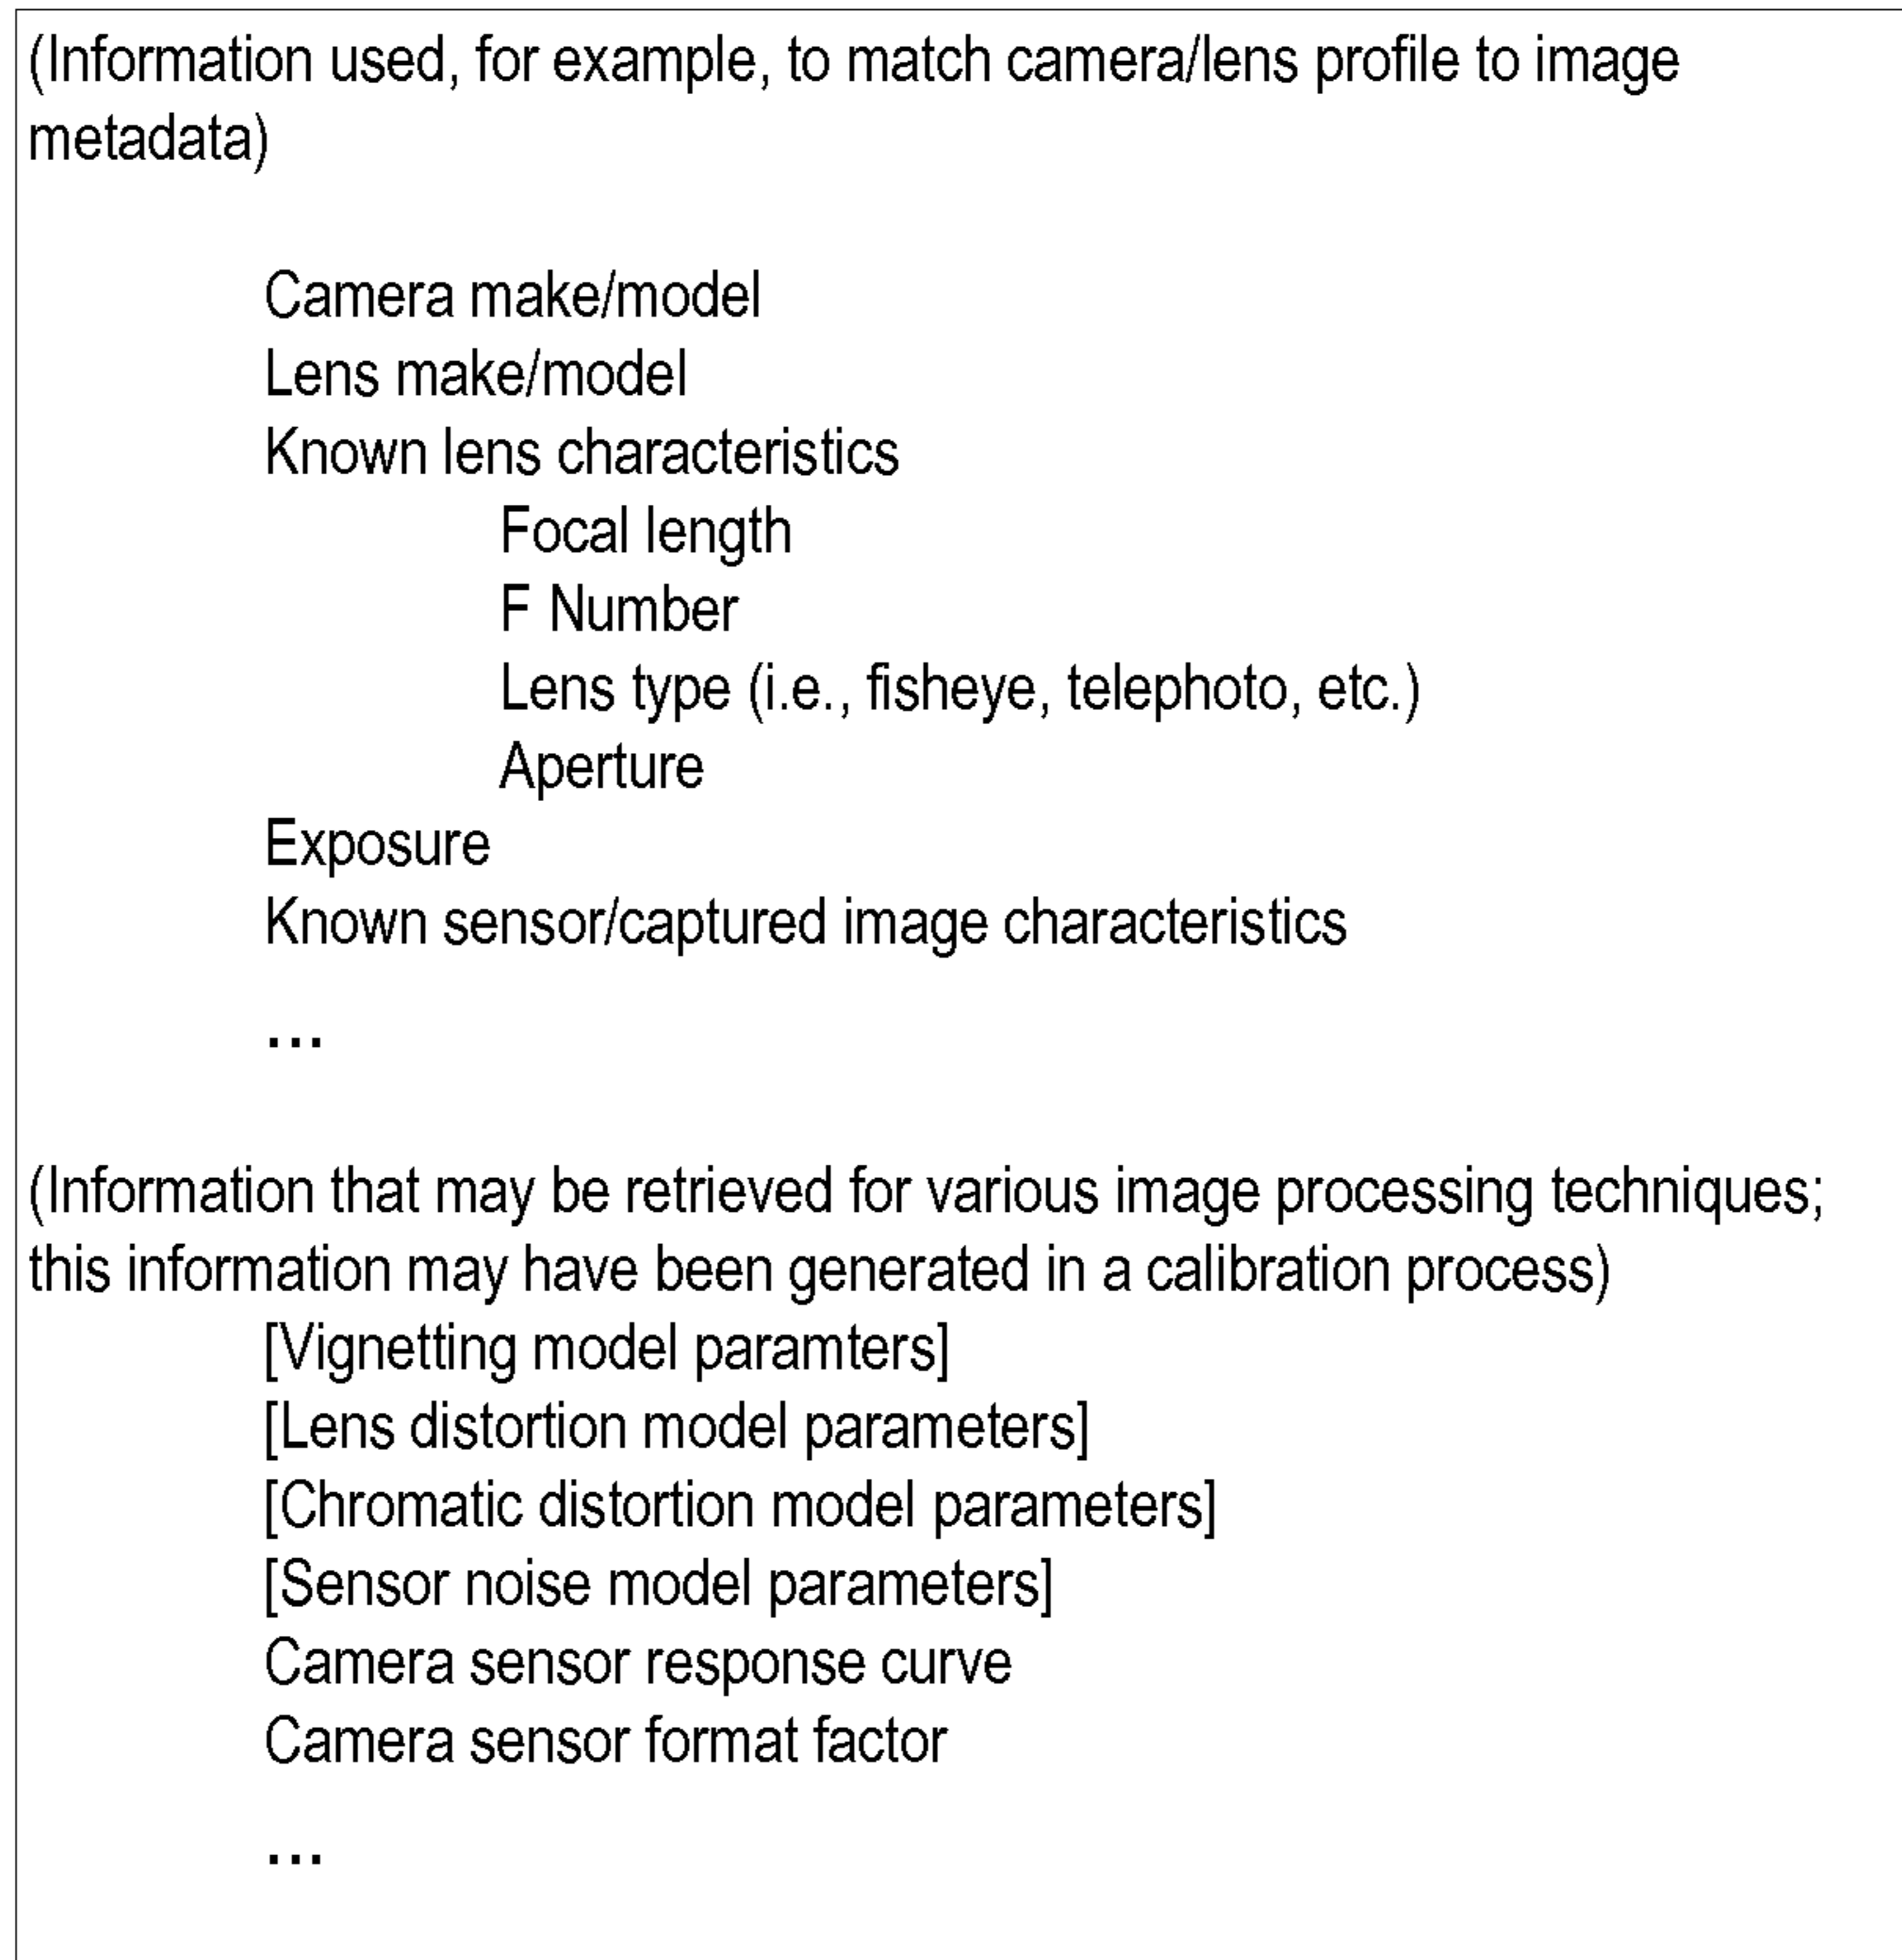 (Information used, for example, to match camera/lens profile to image
metadata)
Camera make/model
Lens make/model
Known lens characteristics
Focal length
F Number
Lens type (i.e., fisheye, telephoto, etc.)
Aperture
Exposure
Known sensor/captured image characteristics
...
(Information that may be retrieved for various image processing techniques;
this information may have been generated in a calibration process)
[Vignetting model paramters]
[Lens distortion model parameters]
[Chromatic distortion model parameters]
[Sensor noise model parameters]
Camera sensor response curve
Camera sensor format factor
...